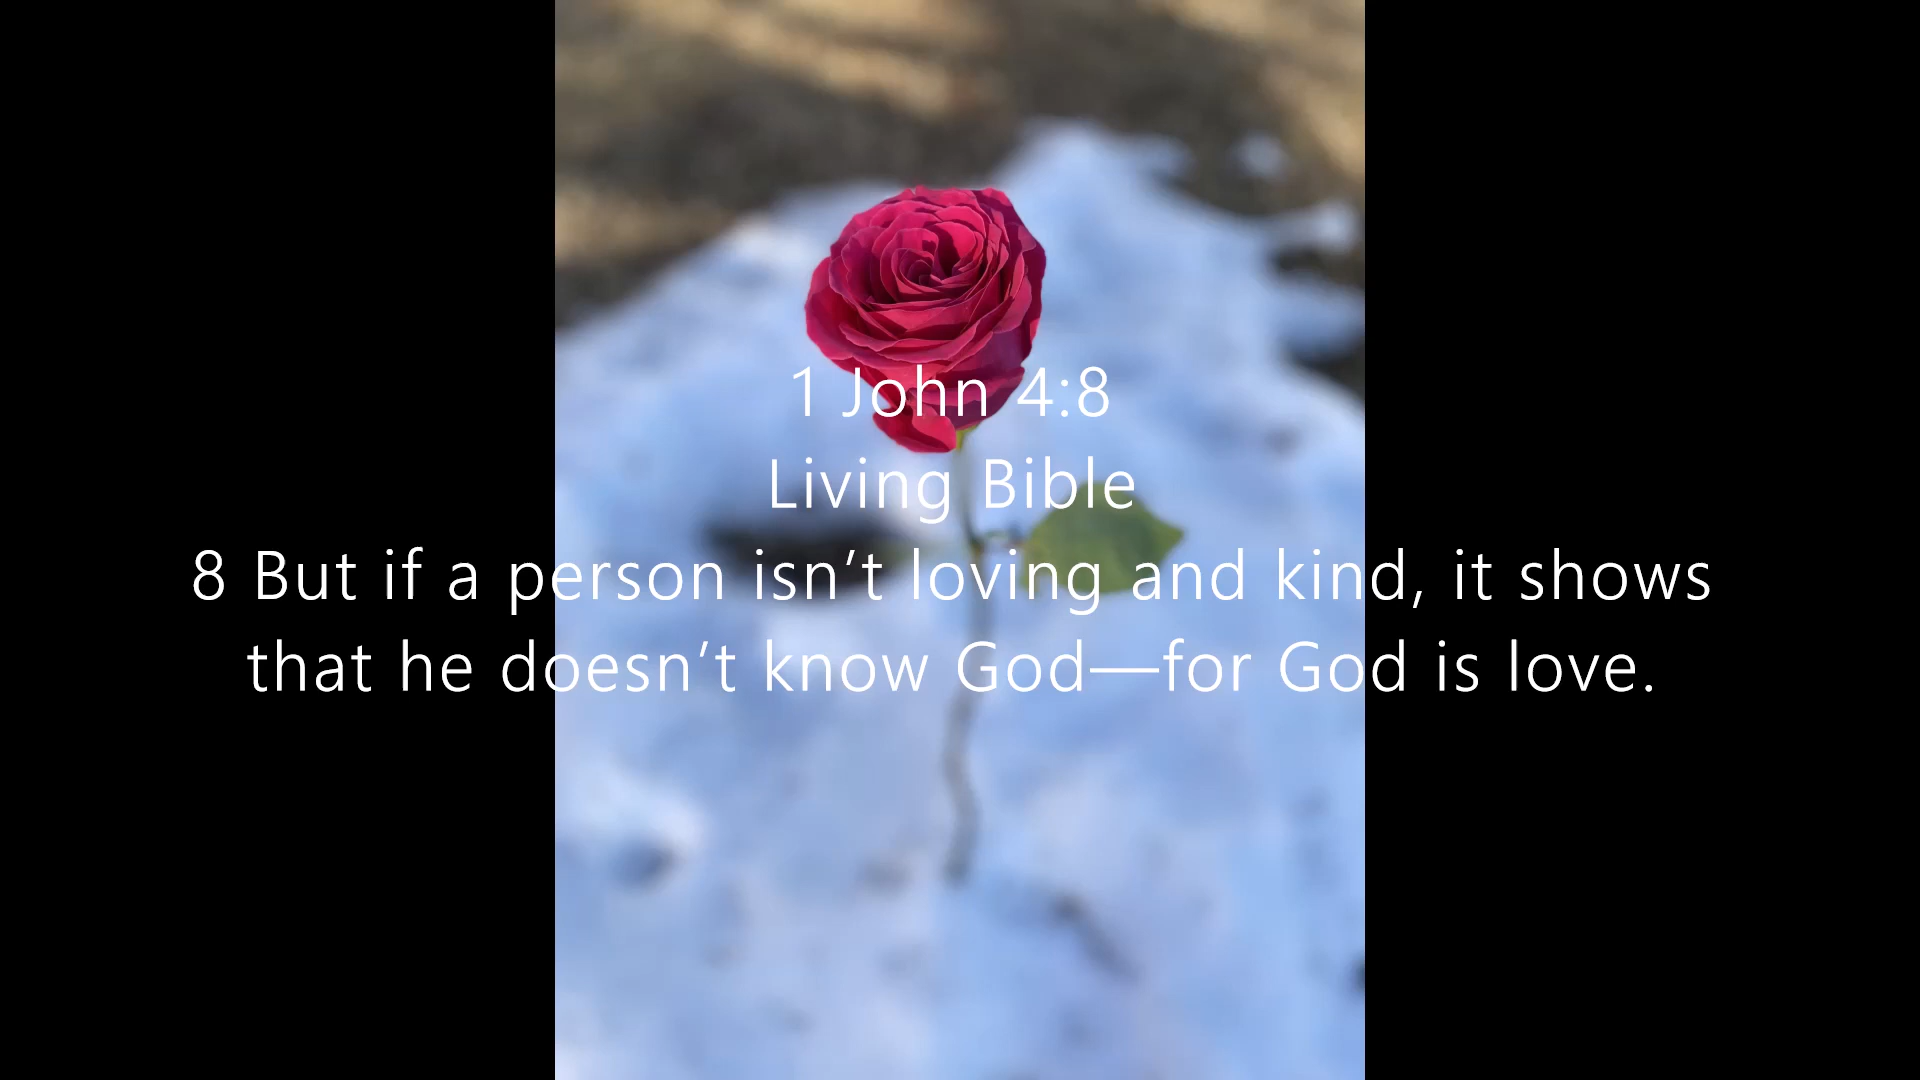 1 John 4:8
Living Bible
8 But if a person isn’t loving and kind, it shows
that he doesn’t know God—for God is love.